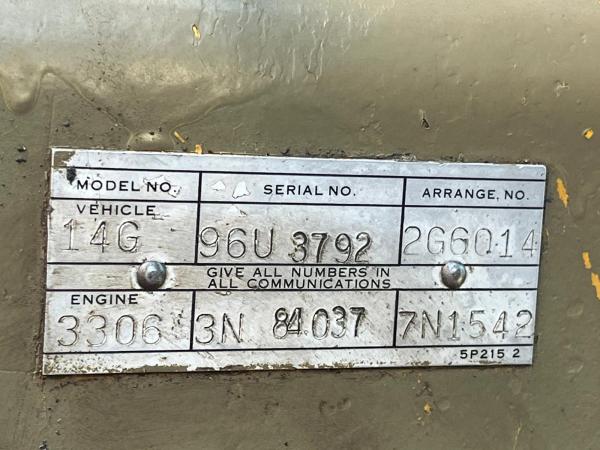 MODEL NO. SERIAL NO. ARRANGE. NO.
VEHICLE
14G 96U 3792 2G6014
GIVE ALL NUMBERS IN
ALL COMMUNICATIONS
ENGINE
3306 3N 84037 7N1542
5P215 2